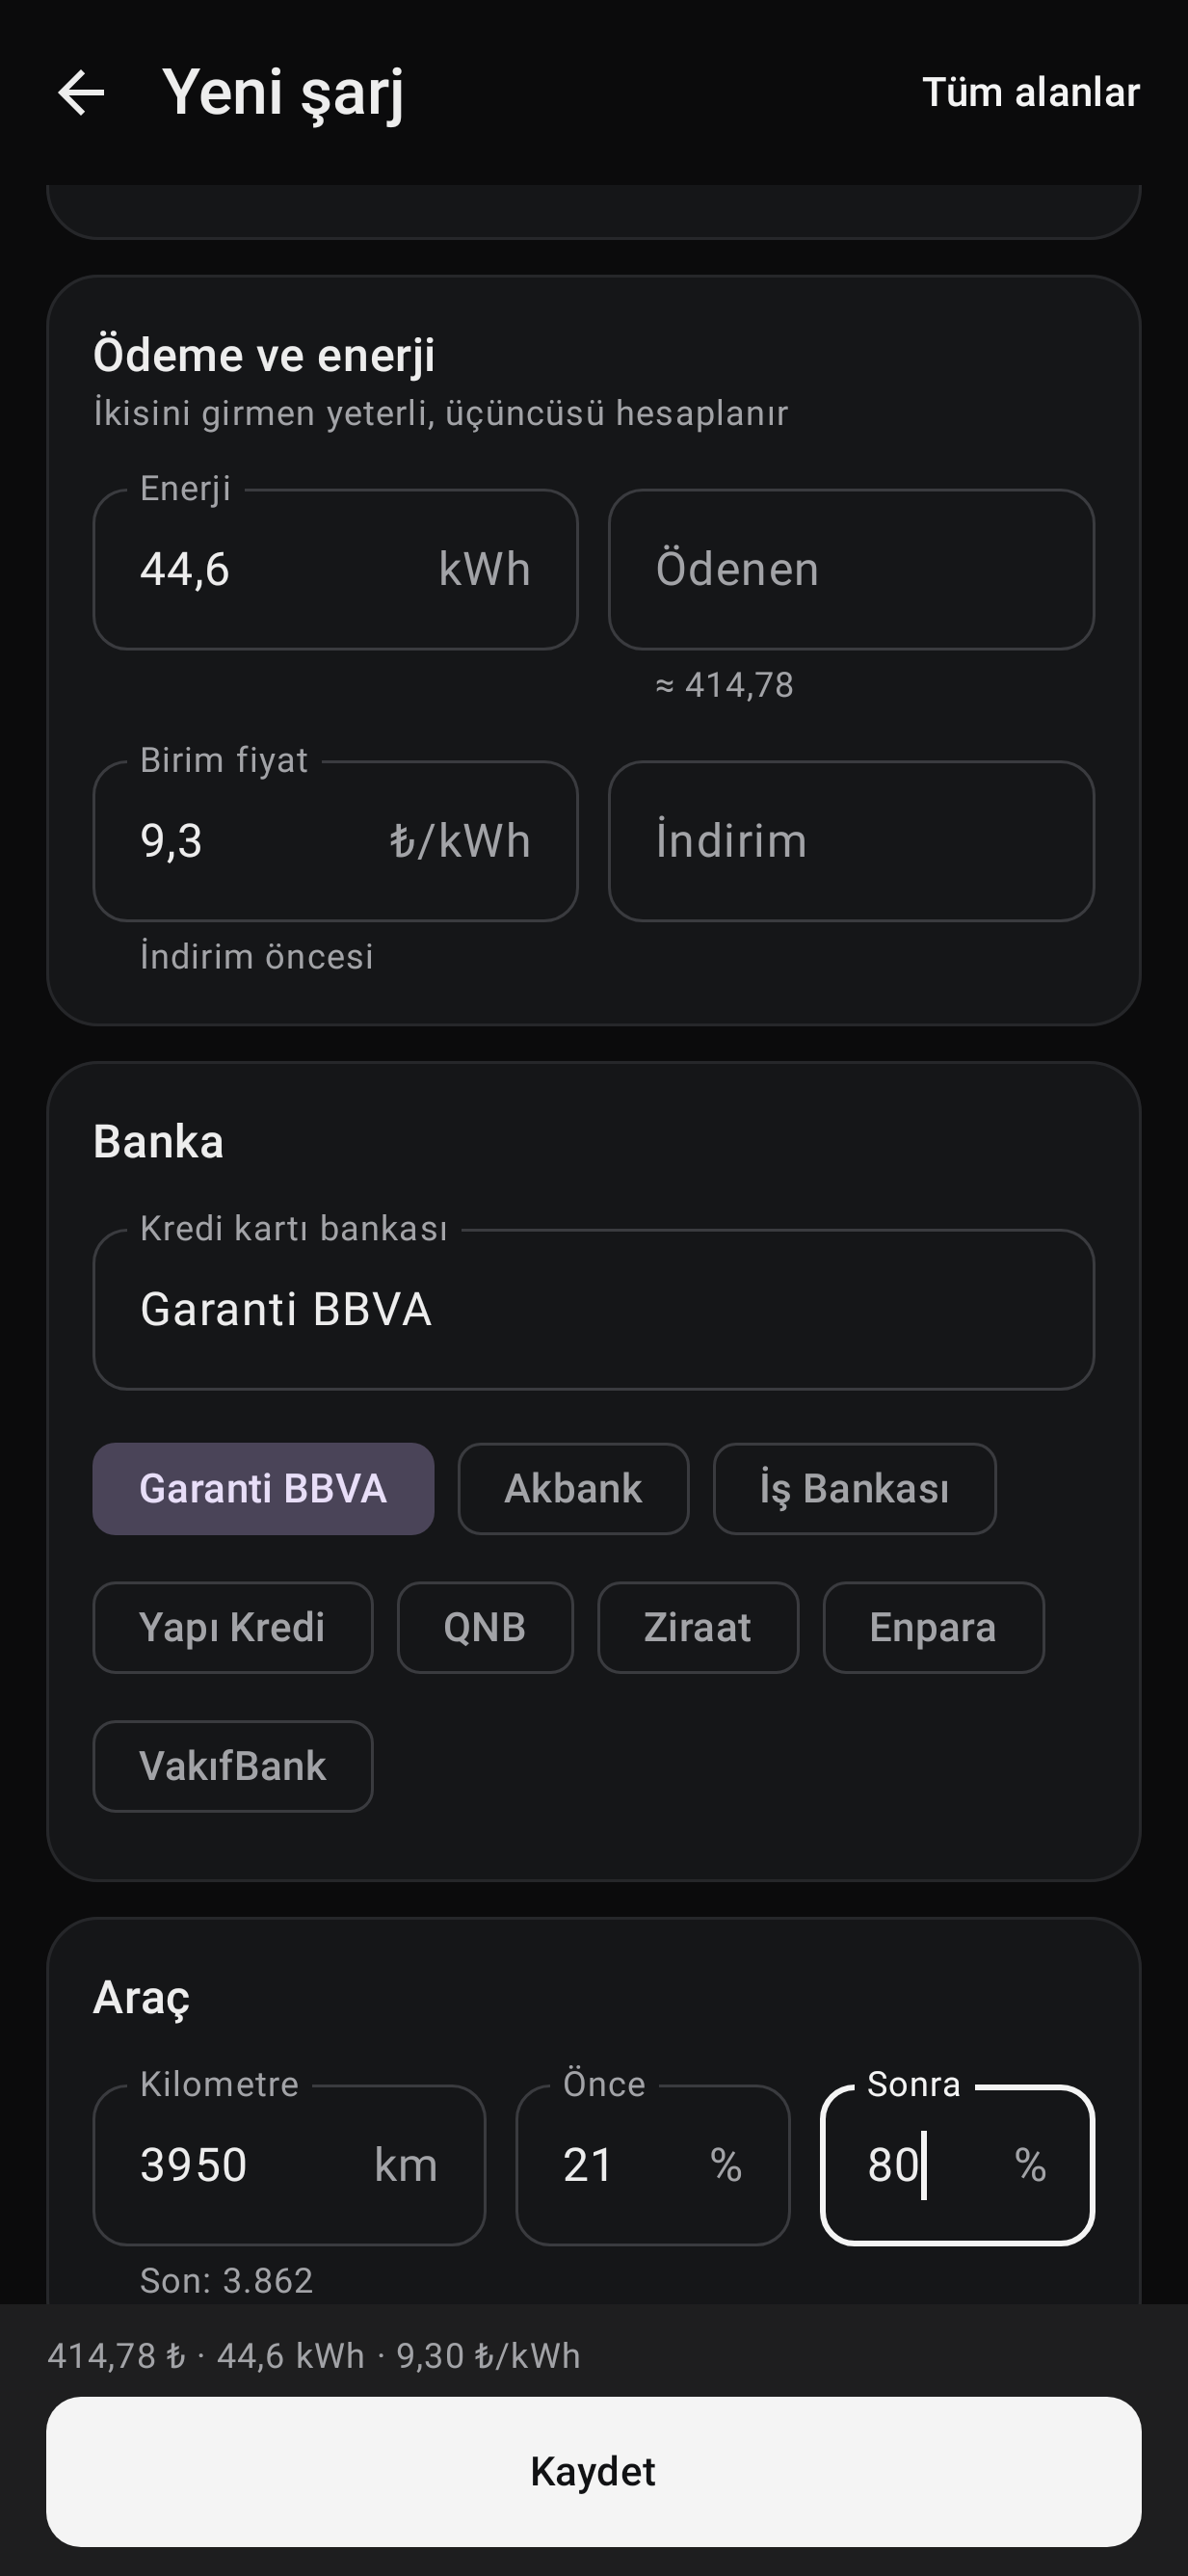 Yeni şarj
Tüm alanlar
Ödeme ve enerji
İkisini girmen yeterli, üçüncüsü hesaplanır
Enerji
44,6 kWh
Ödenen
≈ 414,78
Birim fiyat
9,3 ₺/kWh
İndirim
İndirim öncesi
Banka
Kredi kartı bankası
Garanti BBVA
Garanti BBVA
Akbank
İş Bankası
Yapı Kredi
QNB
Ziraat
Enpara
VakıfBank
Araç
Kilometre
3950 km
Önce
21 %
Sonra
80 %
Son: 3.862
414,78 ₺ · 44,6 kWh · 9,30 ₺/kWh
Kaydet